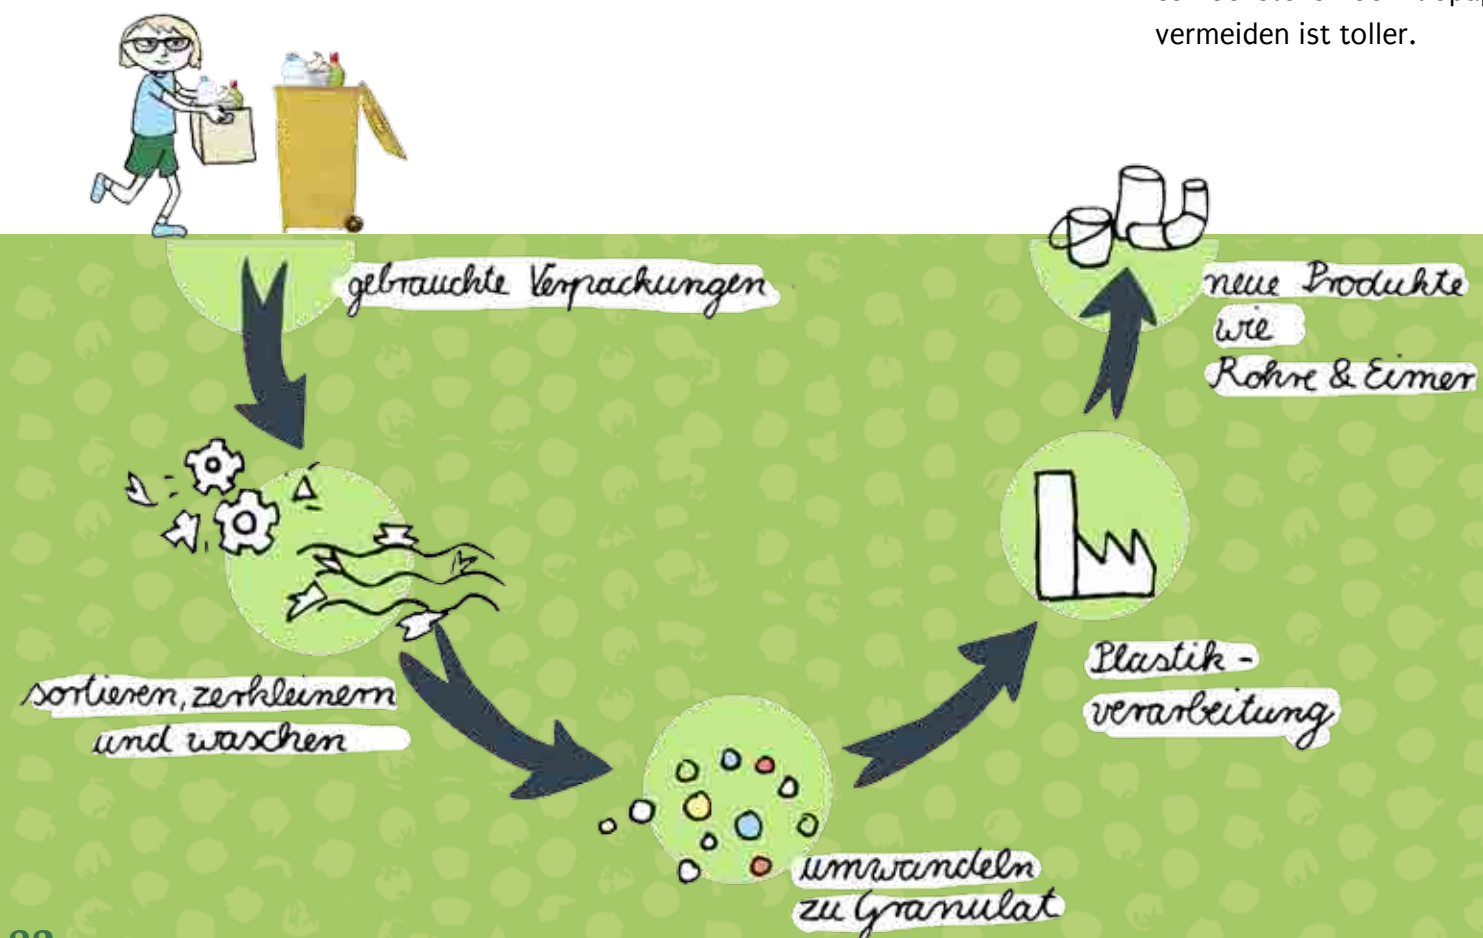 vermeiden ist toller.
gebrauchte Verpackungen
neue Produkte
wie
Rohre & Eimer
sortieren, zerkleinern
und waschen
Plastik-
verarbeitung
umwandeln
zu Granulat